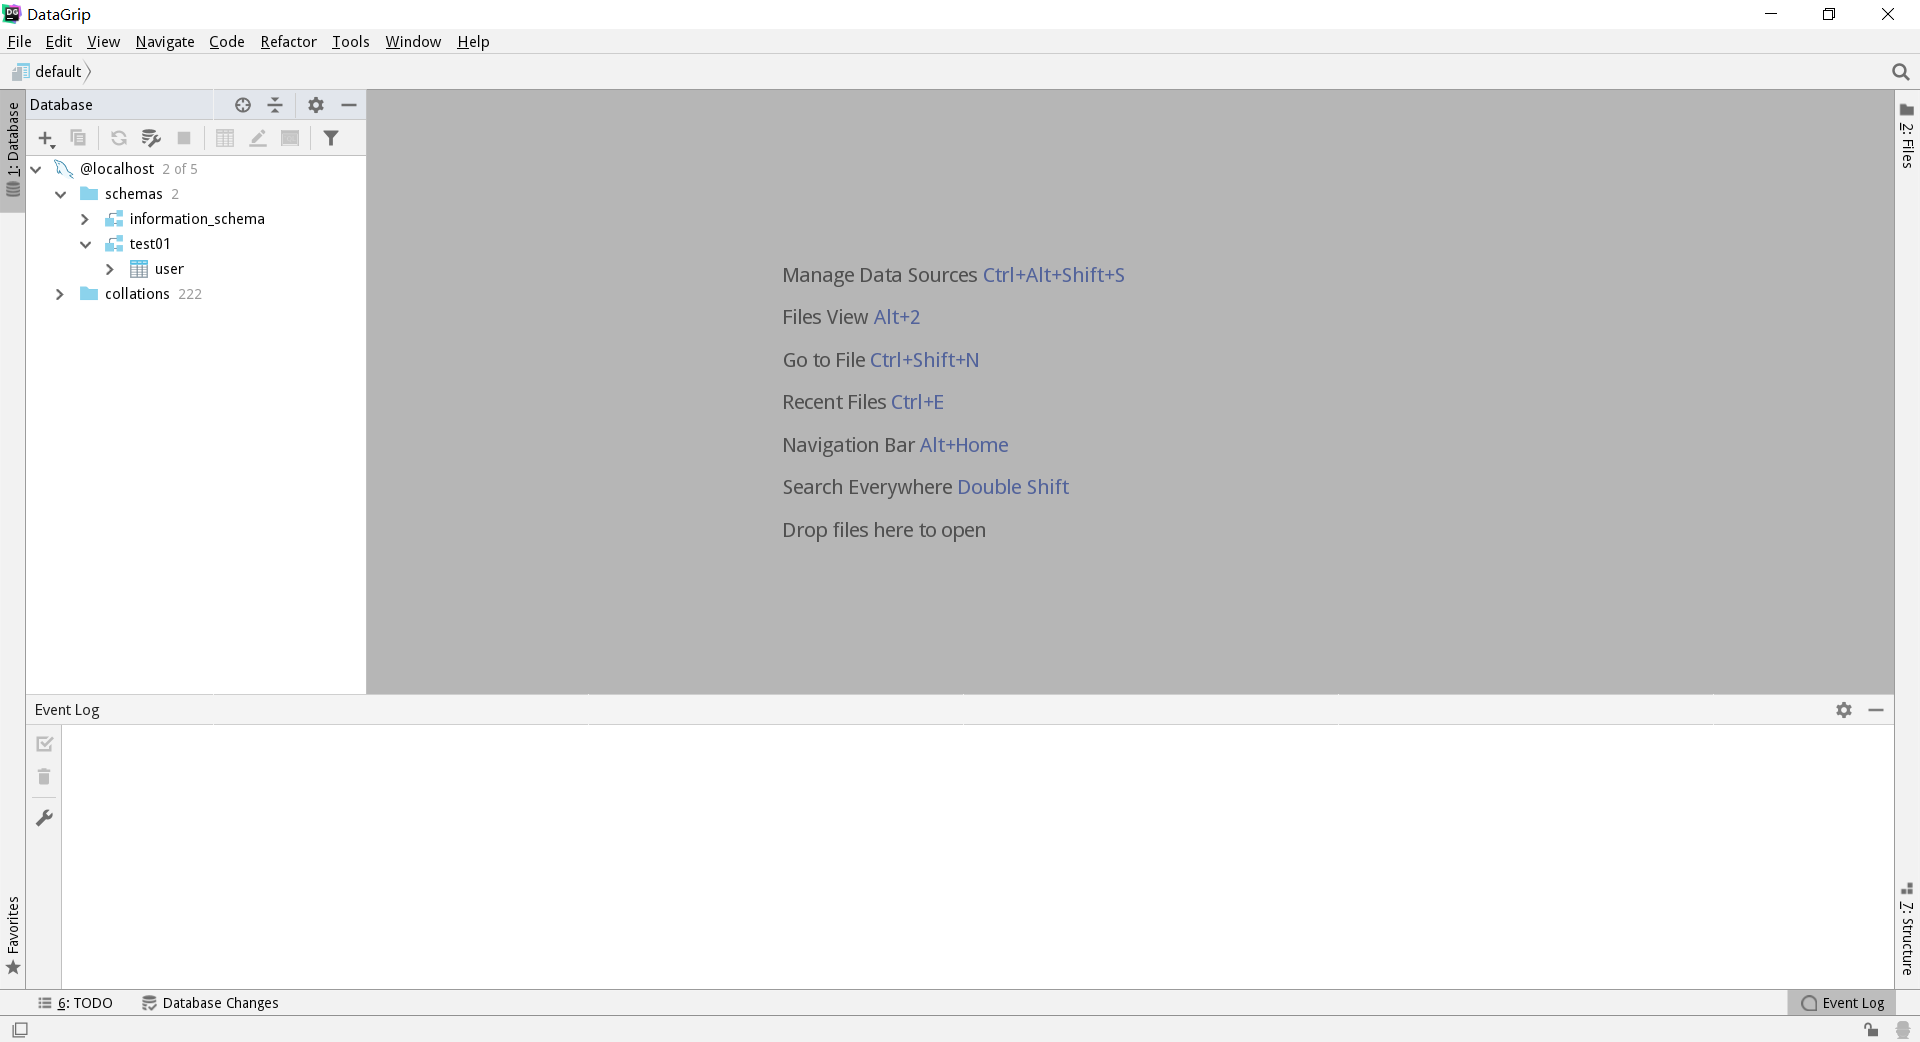 DataGrip
File Edit View Navigate Code Refactor Tools Window Help
default
1: Database
Database
@localhost 2 of 5
schemas 2
information_schema
test01
user
collations 222
Manage Data Sources Ctrl+Alt+Shift+S
Files View Alt+2
Go to File Ctrl+Shift+N
Recent Files Ctrl+E
Navigation Bar Alt+Home
Search Everywhere Double Shift
Drop files here to open
2: Files
Event Log
Favorites
7: Structure
6: TODO Database Changes Event Log